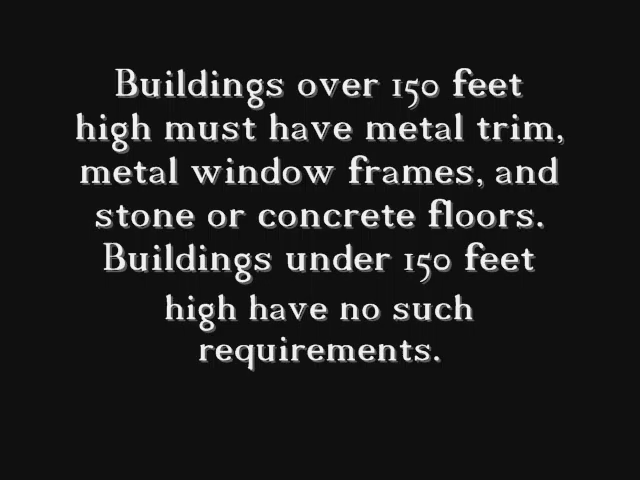 Buildings over 150 feet
high must have metal trim,
metal window frames, and
stone or concrete floors.
Buildings under 150 feet
high have no such
requirements.